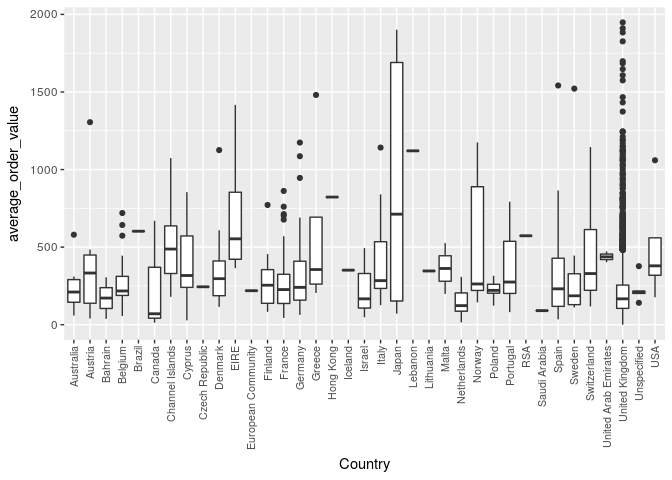 2000
1500
1000
500
0
average_order_value
Australia
Austria
Bahrain
Belgium
Brazil
Canada
Channel Islands
Cyprus
Czech Republic
Denmark
EIRE
European Community
Finland
France
Germany
Greece
Hong Kong
Iceland
Israel
Italy
Japan
Lebanon
Lithuania
Malta
Netherlands
Norway
Poland
Portugal
RSA
Saudi Arabia
Spain
Sweden
Switzerland
United Arab Emirates
United Kingdom
Unspecified
USA
Country